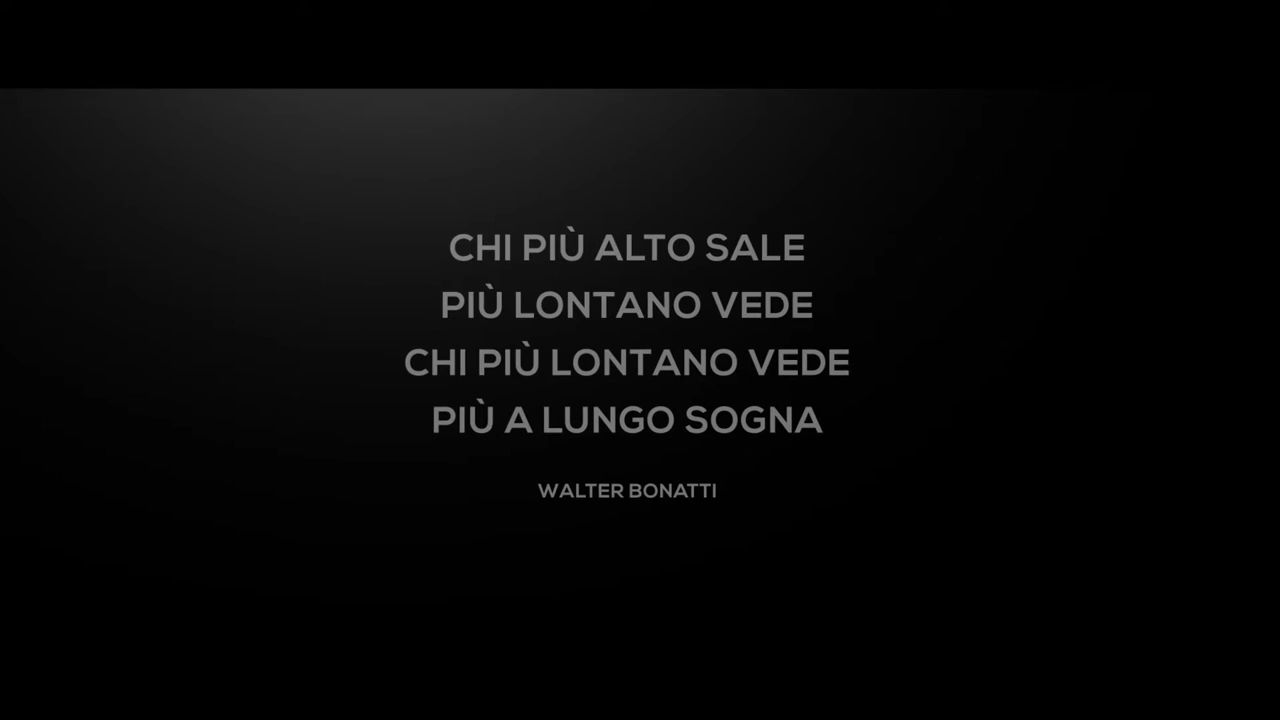 CHI PIÙ ALTO SALE
PIÙ LONTANO VEDE
CHI PIÙ LONTANO VEDE
PIÙ A LUNGO SOGNA
WALTER BONATTI